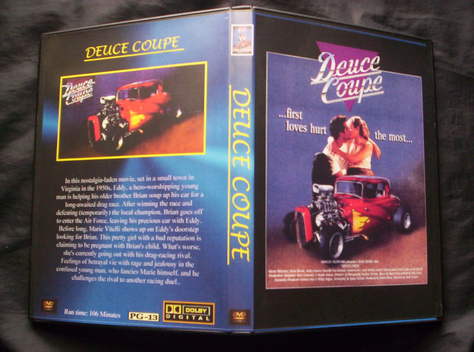 DEUCE COUPE
Deuce
Coupe
In this nostalgia-laden movie, set in a small town in
Virginia in the 1950s, Eddy, a hero-worshipping young
man is helping his older brother Brian soup up his car for a
long-awaited drag race. After winning the race and
defeating (temporarily) the local champion, Brian goes off
to enter the Air Force, leaving his precious car with Eddy.
Before long, Marie Vitelli shows up on Eddy's doorstep
looking for Brian. This pretty girl with a bad reputation is
claiming to be pregnant with Brian's child. What's worse,
she's currently going out with his drag-racing rival.
Feelings of betrayal vie with rage and jealousy in the
confused young man, who fancies Marie himself, and he
challenges the rival to another racing duel..
Run time: 106 Minutes
PG-13
DOLBY
DIGITAL
DEUCE COUPE
Deuce
Coupe
...first
loves hurt
the most...